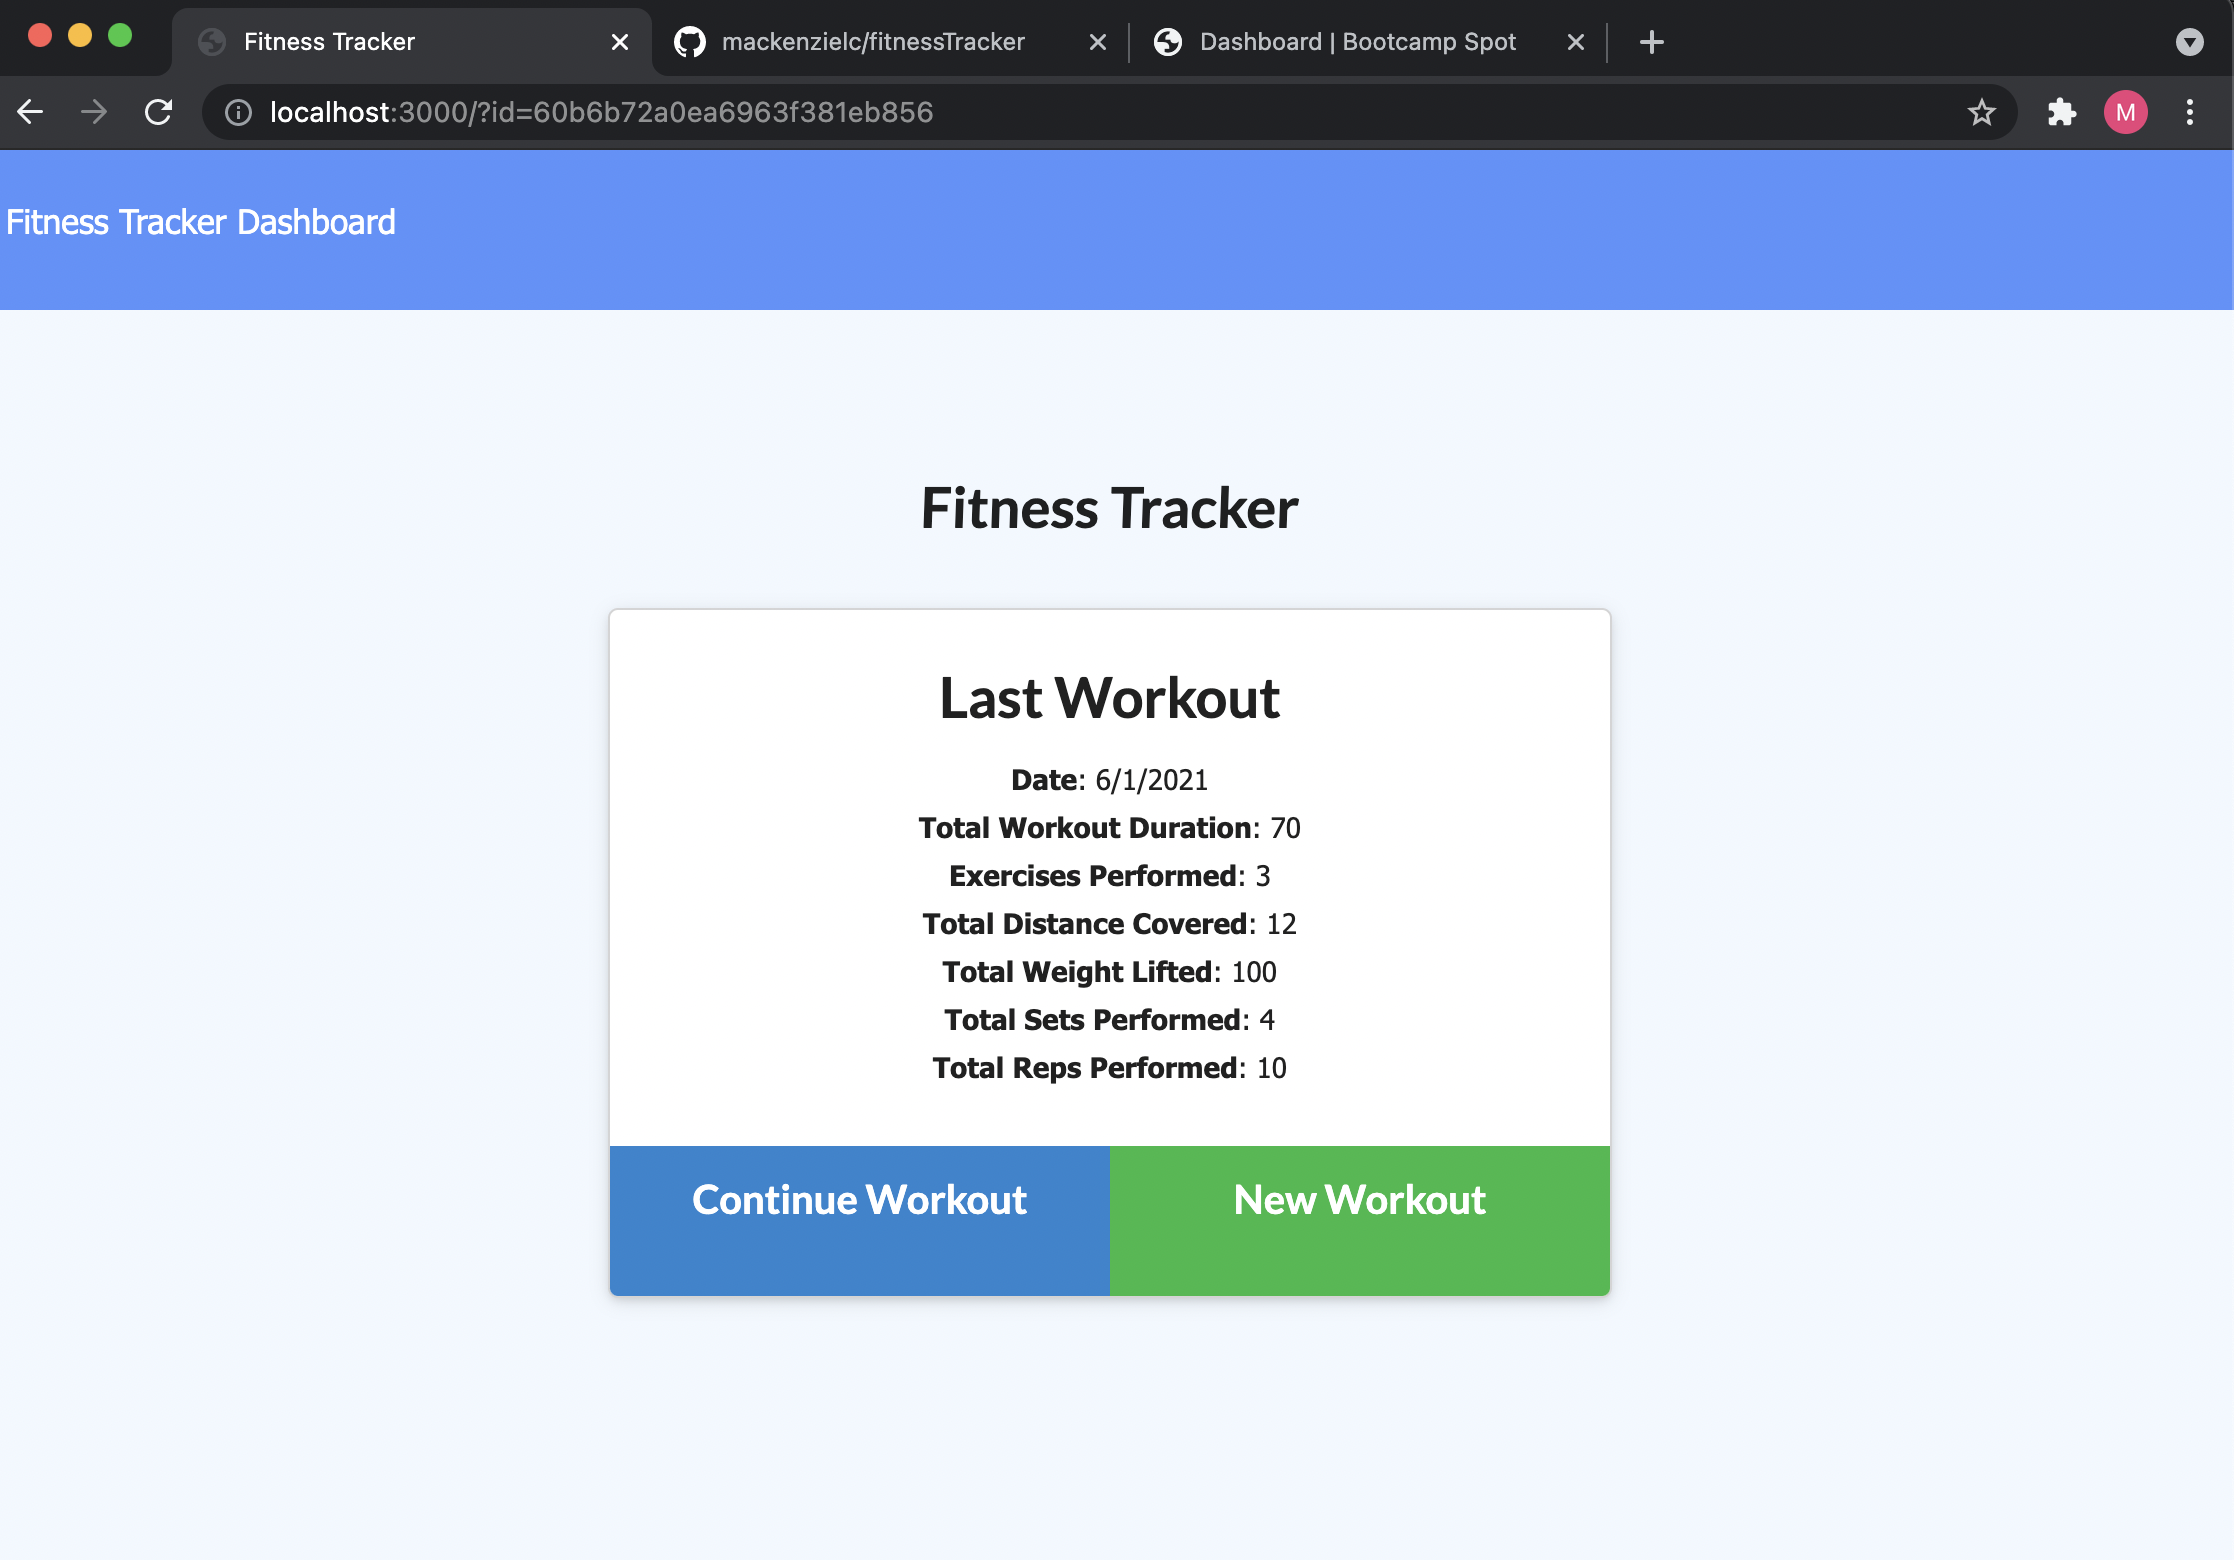 Fitness Tracker
mackenzielc/fitnessTracker
Dashboard | Bootcamp Spot
localhost:3000/?id=60b6b72a0ea6963f381eb856
M
Fitness Tracker Dashboard
Fitness Tracker
Last Workout
Date: 6/1/2021
Total Workout Duration: 70
Exercises Performed: 3
Total Distance Covered: 12
Total Weight Lifted: 100
Total Sets Performed: 4
Total Reps Performed: 10
Continue Workout
New Workout